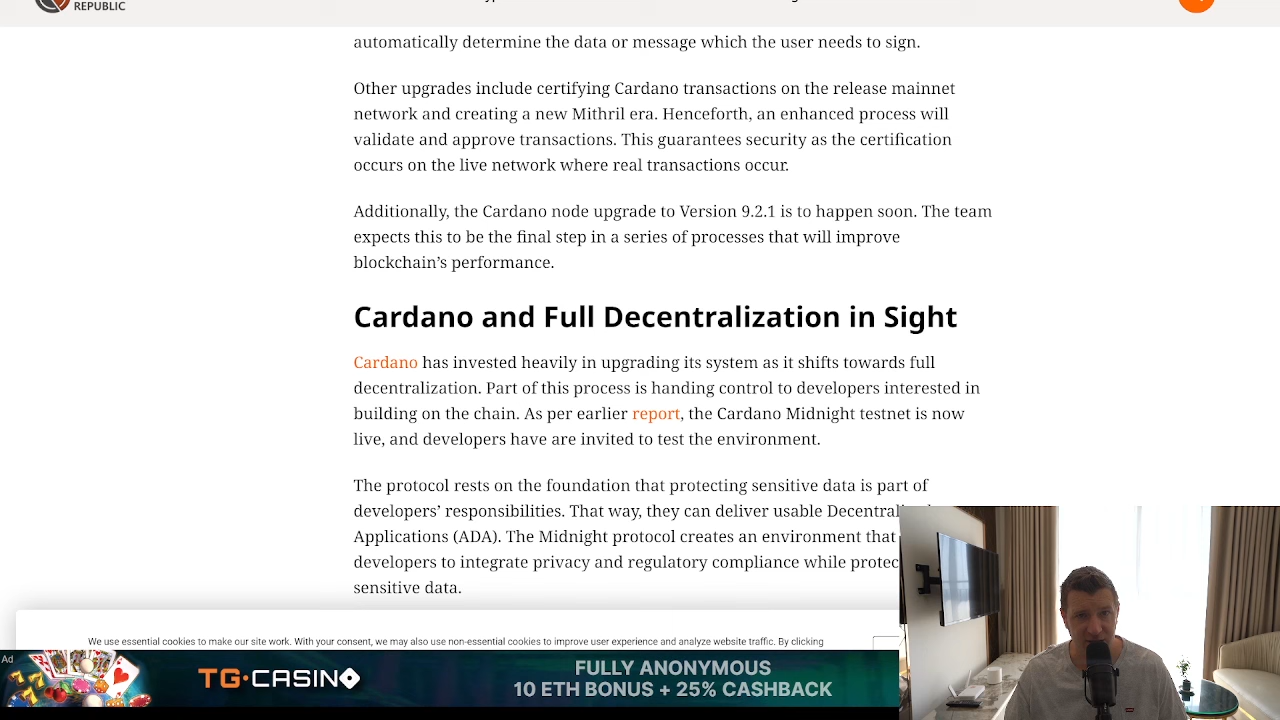 REPUBLIC
automatically determine the data or message which the user needs to sign.
Other upgrades include certifying Cardano transactions on the release mainnet
network and creating a new Mithril era. Henceforth, an enhanced process will
validate and approve transactions. This guarantees security as the certification
occurs on the live network where real transactions occur.
Additionally, the Cardano node upgrade to Version 9.2.1 is to happen soon. The team
expects this to be the final step in a series of processes that will improve
blockchain’s performance.
Cardano and Full Decentralization in Sight
Cardano has invested heavily in upgrading its system as it shifts towards full
decentralization. Part of this process is handing control to developers interested in
building on the chain. As per earlier report, the Cardano Midnight testnet is now
live, and developers have are invited to test the environment.
The protocol rests on the foundation that protecting sensitive data is part of
developers’ responsibilities. That way, they can deliver usable
Applications (ADA). The Midnight protocol creates an environment that
developers to integrate privacy and regulatory compliance while
sensitive data.
We use essential cookies to make our site work. With your consent, we may also use non-essential cookies to improve user experience and analyze website traffic. By clicking
Ad
TG·CASINO
FULLY ANONYMOUS
10 ETH BONUS + 25% CASHBACK